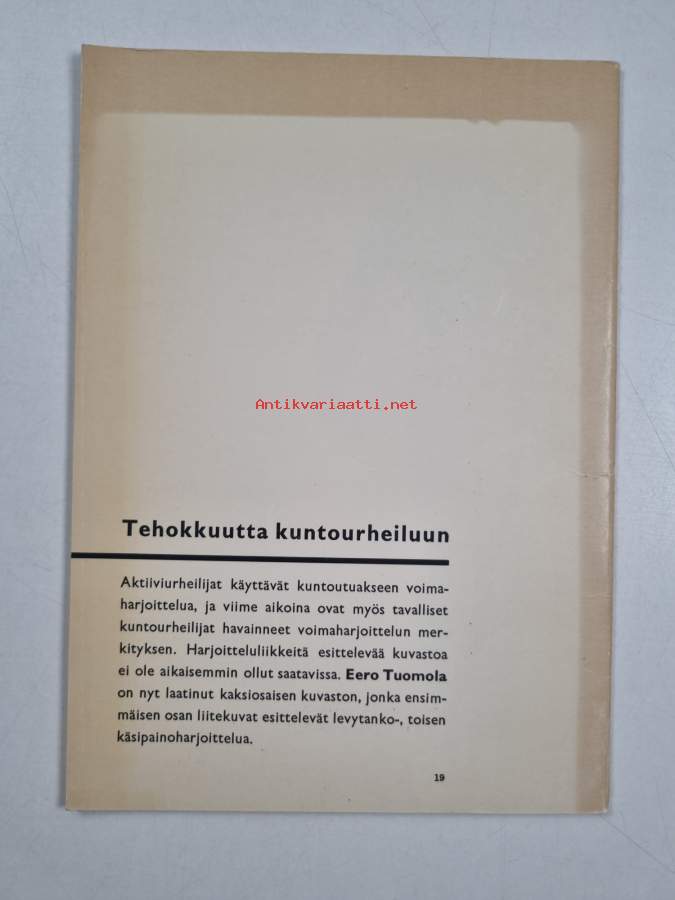 Antikvariaatti.net
Tehokkuutta kuntourheiluun
Aktiiviurheilijat käyttävät kuntoutuakseen voima-
harjoittelua, ja viime aikoina ovat myös tavalliset
kuntourheilijat havainneet voimaharjoittelun mer-
kityksen. Harjoitteluliikkeitä esittelevää kuvastoa
ei ole aikaisemmin ollut saatavissa. Eero Tuomola
on nyt laatinut kaksiosaisen kuvaston, jonka ensim-
mäisen osan liitekuvat esittelevät levytanko-, toisen
käsipainoharjoittelua.
19